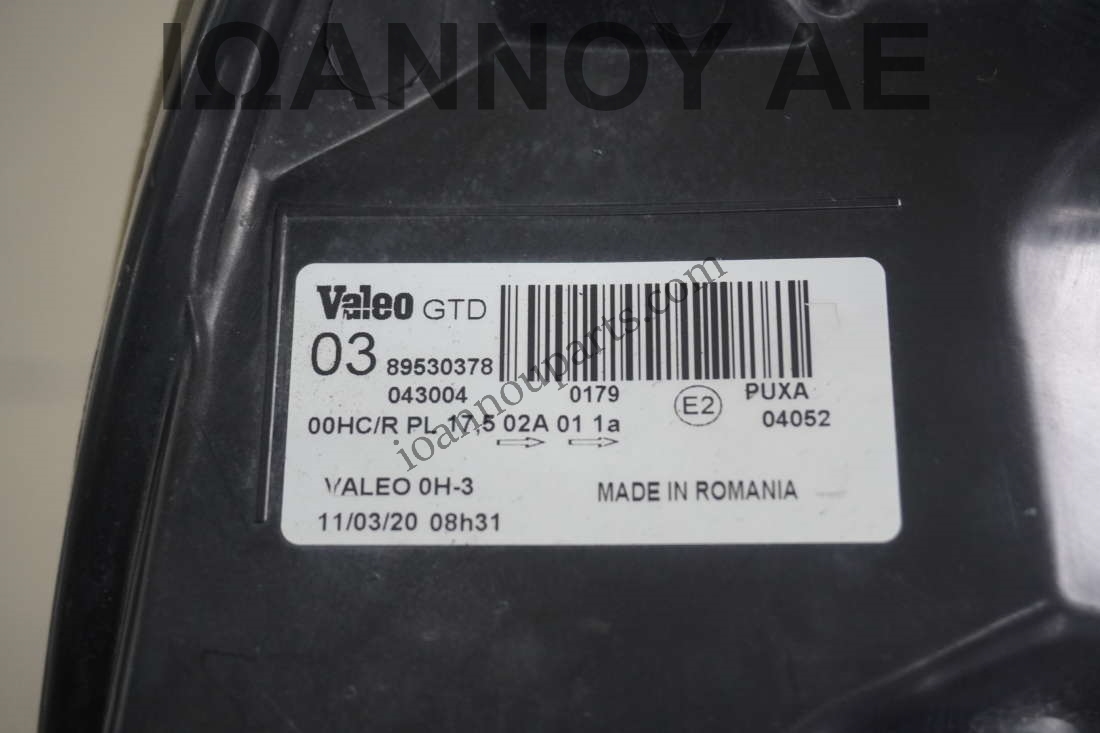 ΙΩΑΝΝΟΥ ΑΕ
Valeo GTD
03 89530378
043004 0179 E2 PUXA
00HC/R PL 17,5 02A 01 1a 04052
ioannouparts.com
VALEO 0H-3 MADE IN ROMANIA
11/03/20 08h31